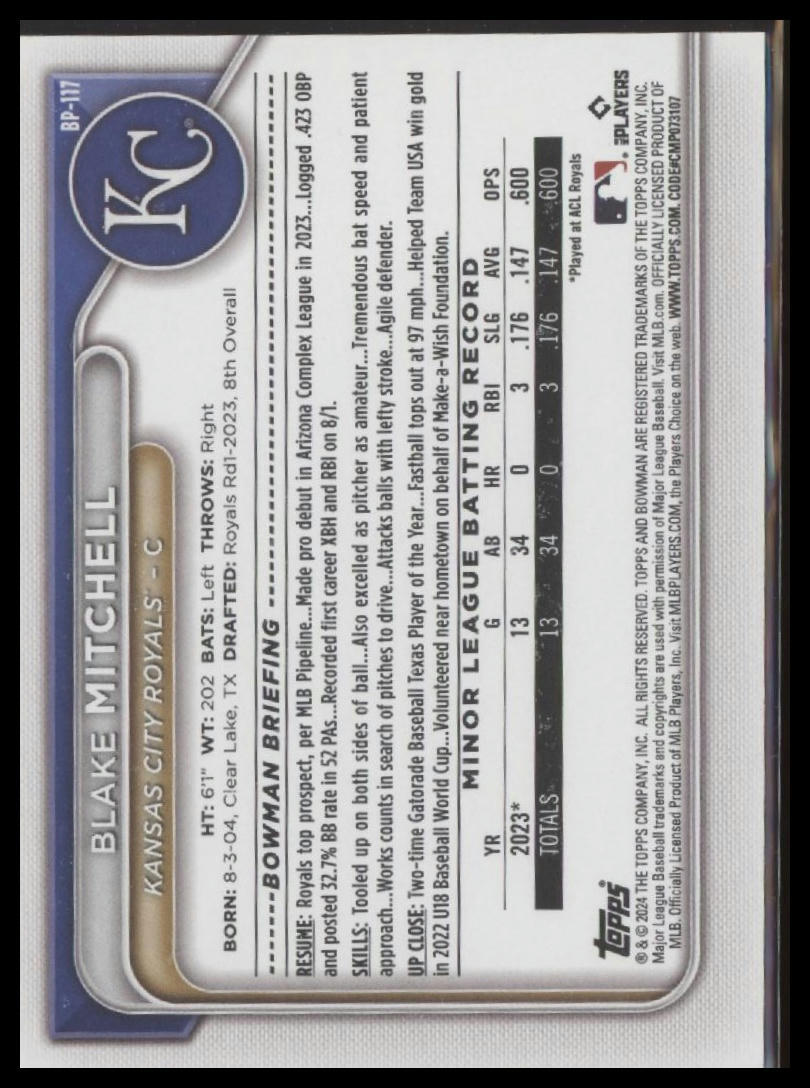 BP-117
KC
BLAKE MITCHELL
KANSAS CITY ROYALS® - C
HT: 6'1" WT: 202 BATS: Left THROWS: Right
BORN: 8-3-04, Clear Lake, TX DRAFTED: Royals Rd1-2023, 8th Overall
BOWMAN BRIEFING
RESUME: Royals top prospect, per MLB Pipeline...Made pro debut in Arizona Complex League in 2023...Logged .423 OBP
and posted 32.7% BB rate in 52 PAs...Recorded first career XBH and RBI on 8/1.
SKILLS: Tooled up on both sides of ball...Also excelled as pitcher as amateur...Tremendous bat speed and patient
approach...Works counts in search of pitches to drive...Attacks balls with lefty stroke...Agile defender.
UP CLOSE: Two-time Gatorade Baseball Texas Player of the Year...Fastball tops out at 97 mph...Helped Team USA win gold
in 2022 U18 Baseball World Cup...Volunteered near hometown on behalf of Make-a-Wish Foundation.
MINOR LEAGUE BATTING RECORD
YR G AB HR RBI SLG AVG OPS
2023* 13 34 0 3 .176 .147 .600
TOTALS 13 34 0 3 .176 .147 .600
*Played at ACL Royals
topps® MLB PLAYERS
® & © 2024 THE TOPPS COMPANY, INC. ALL RIGHTS RESERVED. TOPPS AND BOWMAN ARE REGISTERED TRADEMARKS OF THE TOPPS COMPANY, INC.
Major League Baseball trademarks and copyrights are used with permission of Major League Baseball. Visit MLB.com. OFFICIALLY LICENSED PRODUCT OF
MLB. Officially Licensed Product of MLB Players, Inc. Visit MLBPLAYERS.COM, the Players Choice on the web. WWW.TOPPS.COM. CODE#CMP073107